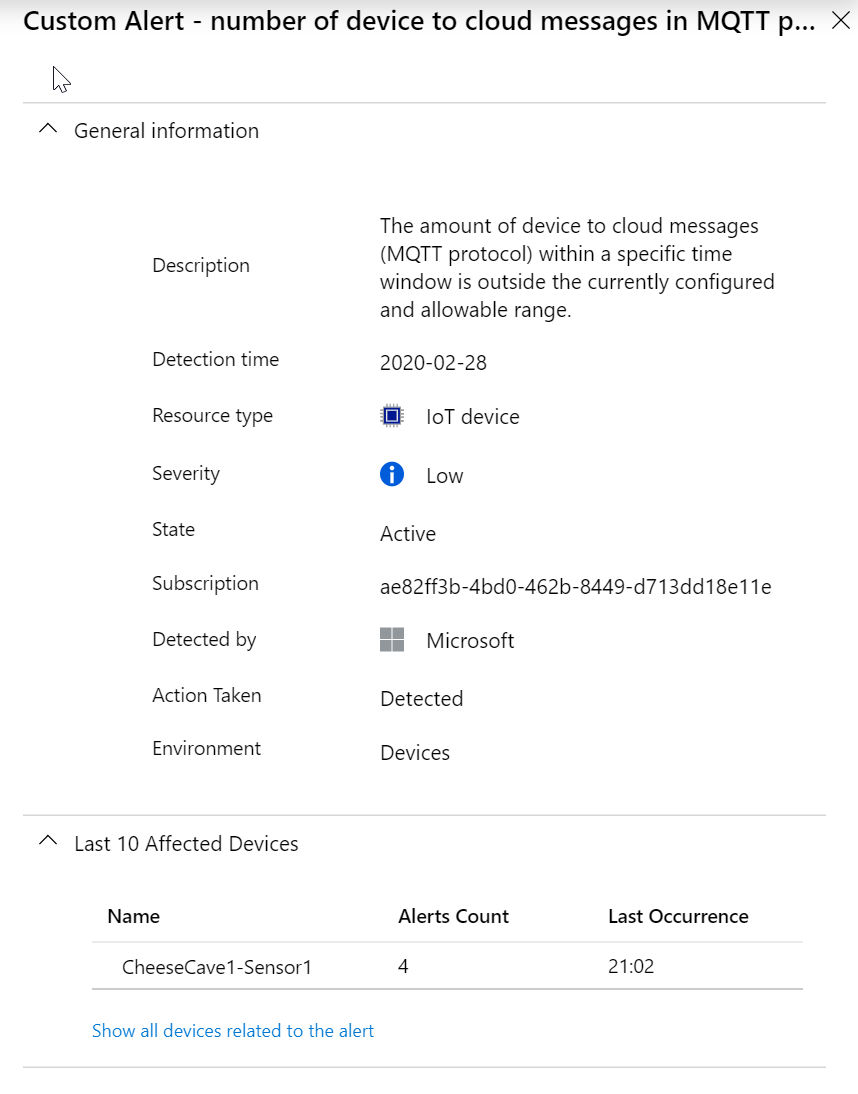 Custom Alert - number of device to cloud messages in MQTT p...
General information
Description
The amount of device to cloud messages
(MQTT protocol) within a specific time
window is outside the currently configured
and allowable range.
Detection time
2020-02-28
Resource type
IoT device
Severity
Low
State
Active
Subscription
ae82ff3b-4bd0-462b-8449-d713dd18e11e
Detected by
Microsoft
Action Taken
Detected
Environment
Devices
Last 10 Affected Devices
Name Alerts Count Last Occurrence
CheeseCave1-Sensor1 4 21:02
Show all devices related to the alert